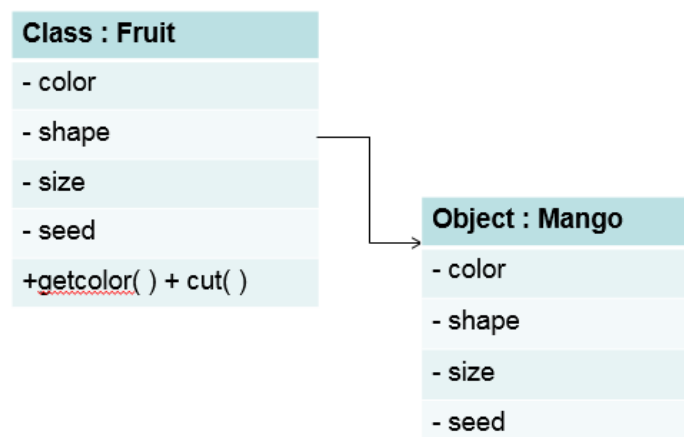 Class : Fruit
- color
- shape
- size
- seed
+getcolor( ) + cut( )
Object : Mango
- color
- shape
- size
- seed